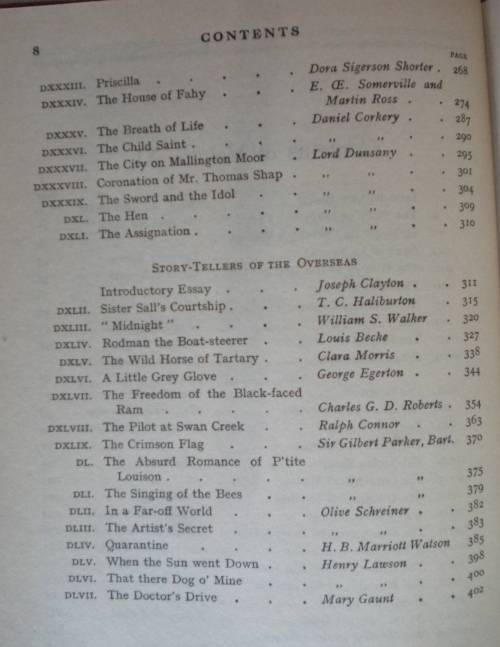 8 CONTENTS
PAGE
DXXXIII. Priscilla . . . . . Dora Sigerson Shorter . 268
DXXXIV. The House of Fahy . . . E. Œ. Somerville and
Martin Ross . . 274
DXXXV. The Breath of Life . . . Daniel Corkery . . 287
DXXXVI. The Child Saint . . . . „ „ . . 290
DXXXVII. The City on Mallington Moor . Lord Dunsany . . 295
DXXXVIII. Coronation of Mr. Thomas Shap . „ „ . . 301
DXXXIX. The Sword and the Idol . . „ „ . . 304
DXL. The Hen . . . . . „ „ . . 309
DXLI. The Assignation . . . . „ „ . . 310
STORY-TELLERS OF THE OVERSEAS
Introductory Essay . . . Joseph Clayton . . 311
DXLII. Sister Sall's Courtship . . . T. C. Haliburton . 315
DXLIII. " Midnight " . . . . William S. Walker . 320
DXLIV. Rodman the Boat-steerer . . Louis Becke . . 327
DXLV. The Wild Horse of Tartary . . Clara Morris . . 338
DXLVI. A Little Grey Glove . . . George Egerton . . 344
DXLVII. The Freedom of the Black-faced
Ram . . . . . Charles G. D. Roberts . 354
DXLVIII. The Pilot at Swan Creek . . Ralph Connor . . 363
DXLIX. The Crimson Flag . . . Sir Gilbert Parker, Bart. 370
DL. The Absurd Romance of P'tite
Louison . . . . . „ „ 375
DLI. The Singing of the Bees . . „ „ 379
DLII. In a Far-off World . . . Olive Schreiner . . 382
DLIII. The Artist's Secret . . . „ „ . . 383
DLIV. Quarantine . . . . H. B. Marriott Watson 385
DLV. When the Sun went Down . . Henry Lawson . . 398
DLVI. That there Dog o' Mine . . „ „ . . 400
DLVII. The Doctor's Drive . . . Mary Gaunt . . 402